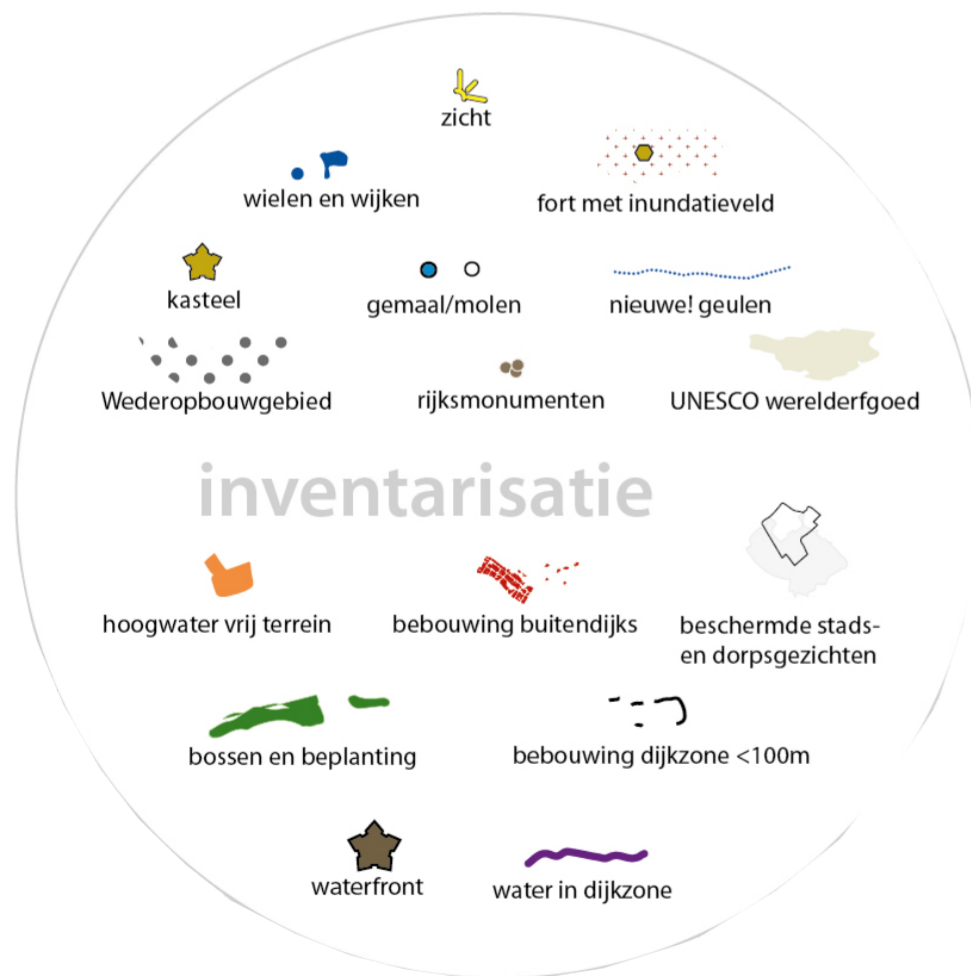 zicht
wielen en wijken
fort met inundatieveld
kasteel
gemaal/molen
nieuwe! geulen
Wederopbouwgebied
rijksmonumenten
UNESCO werelderfgoed
inventarisatie
hoogwater vrij terrein
bebouwing buitendijks
beschermde stads-
en dorpsgezichten
bossen en beplanting
bebouwing dijkzone <100m
waterfront
water in dijkzone